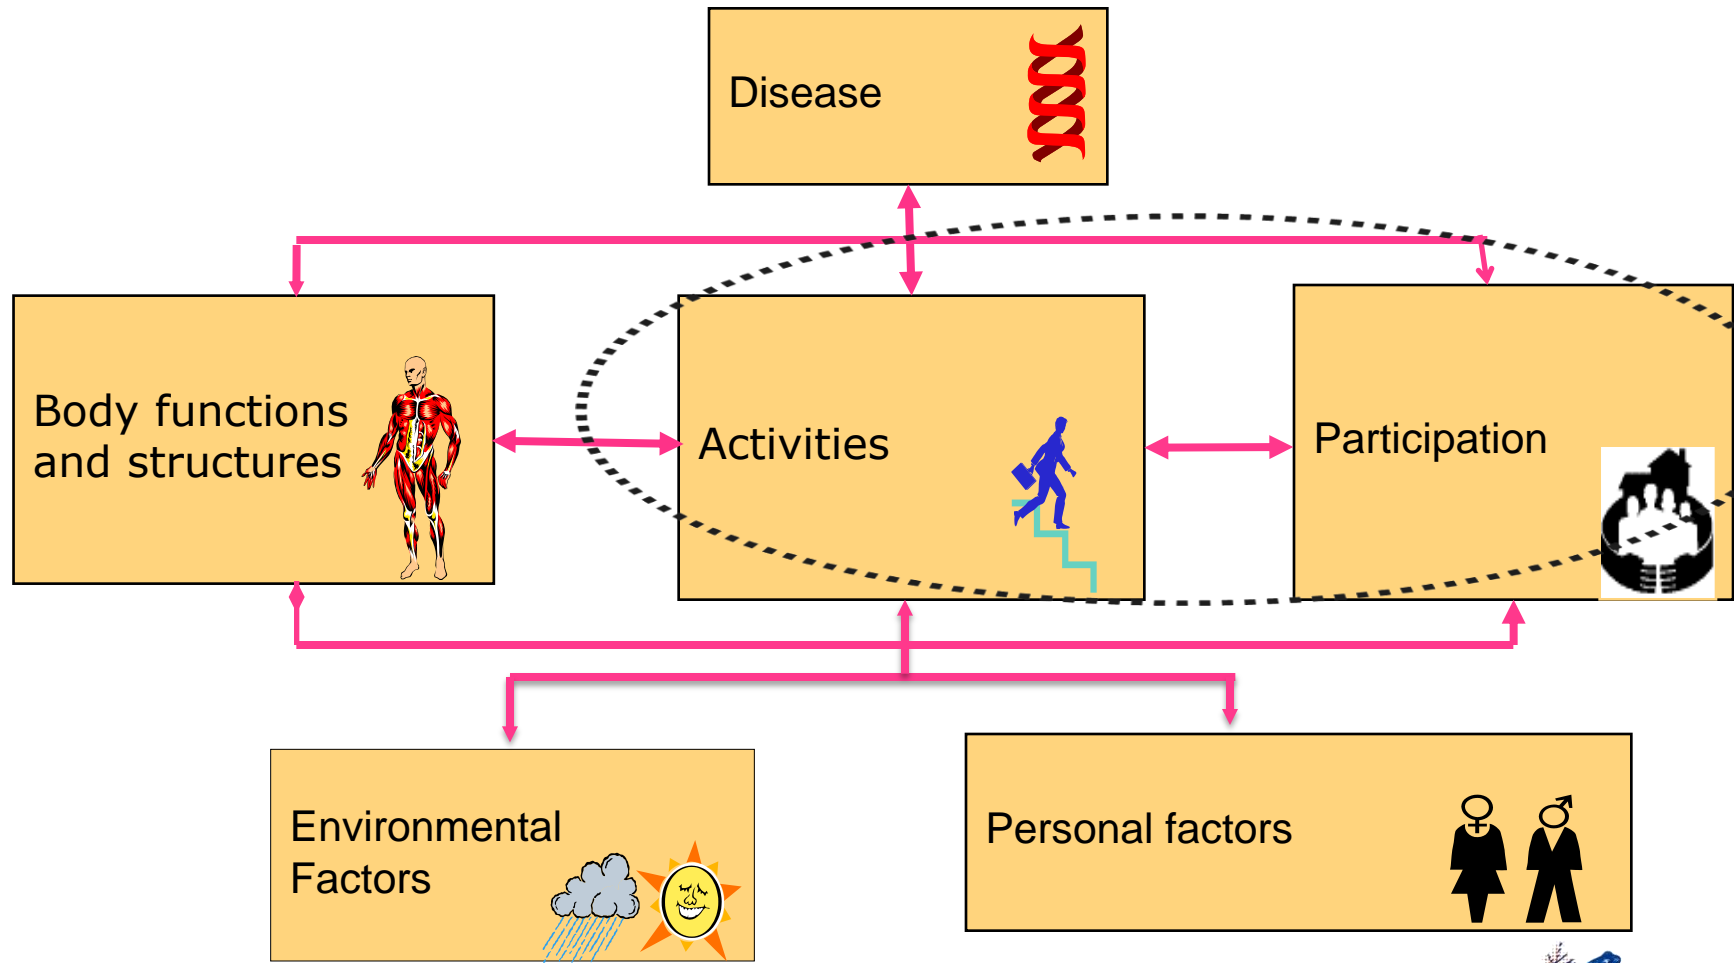 Disease
Body functions
and structures
Activities
Participation
Environmental
Factors
Personal factors